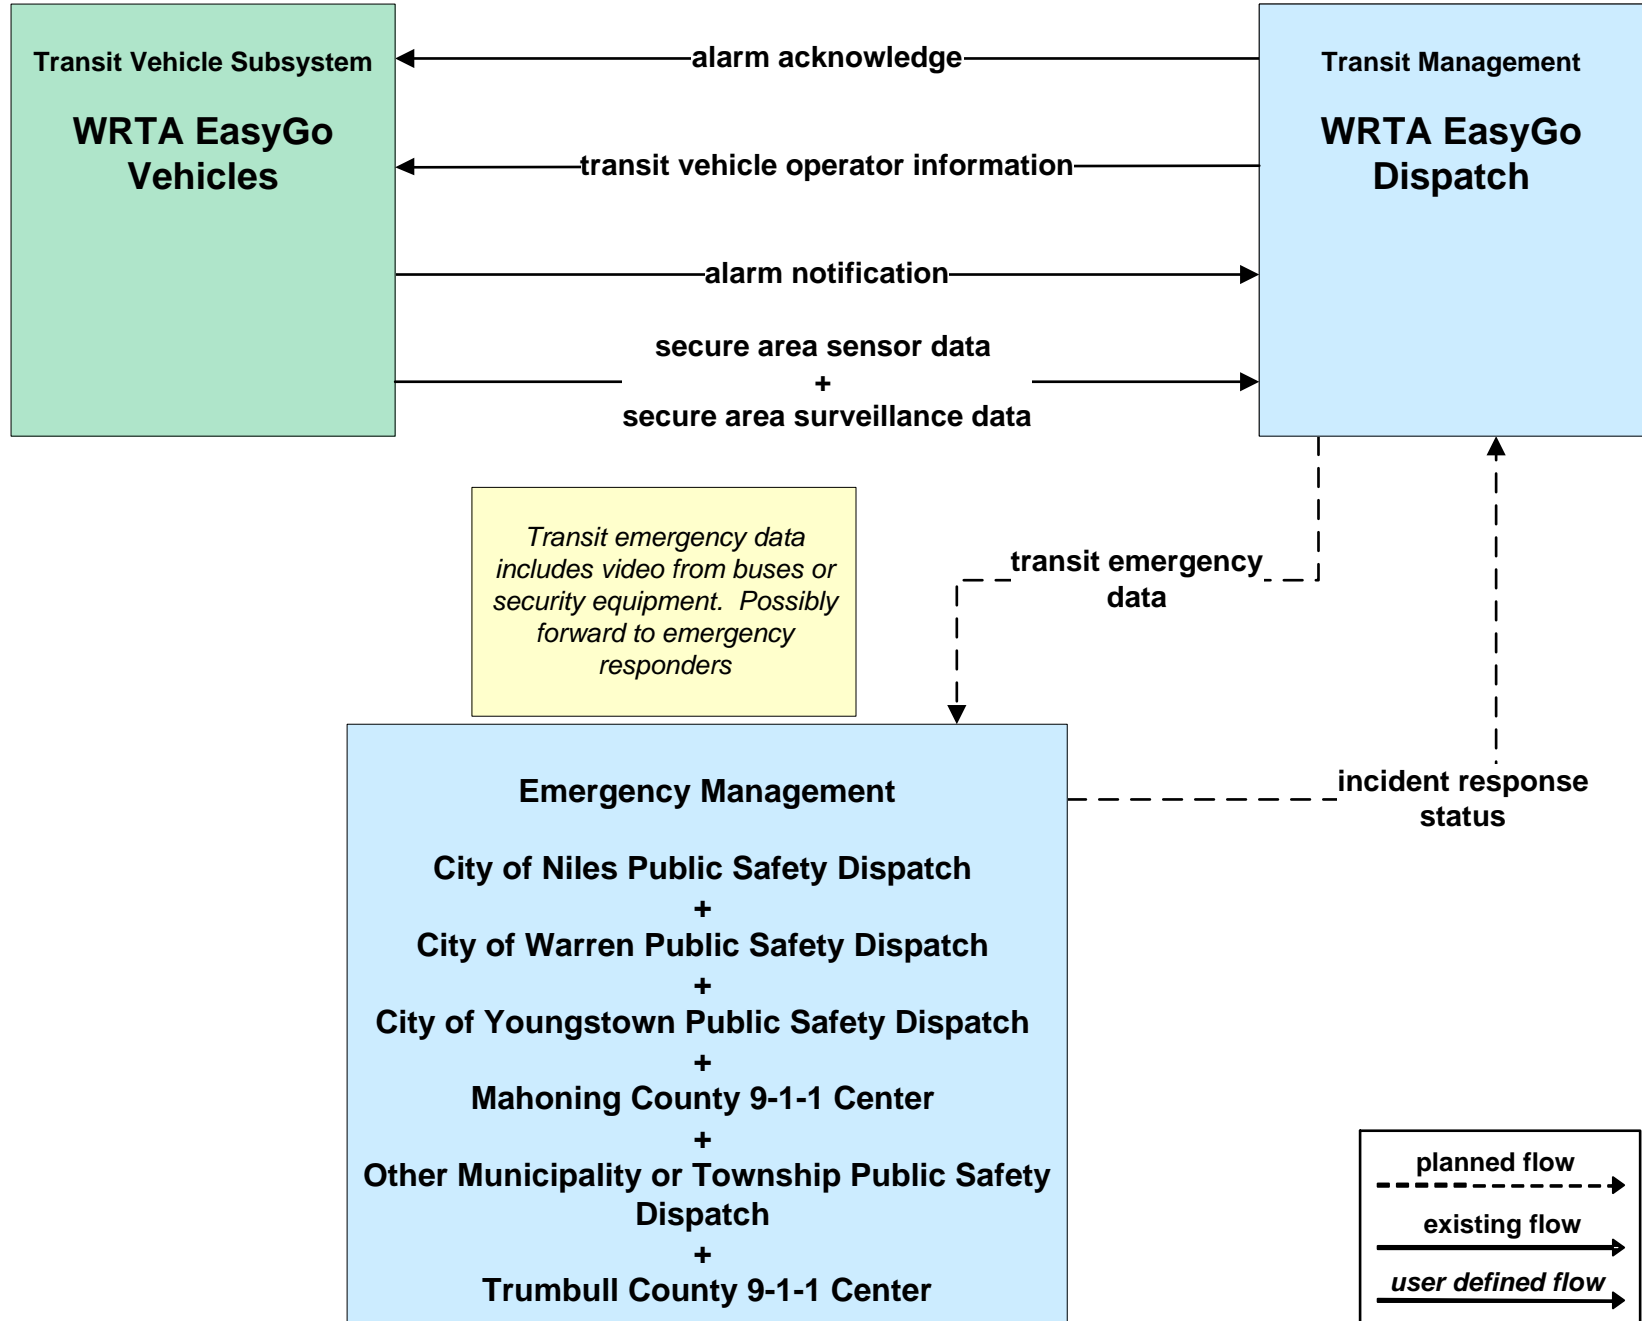 Transit Vehicle Subsystem
WRTA EasyGo
Vehicles
alarm acknowledge
transit vehicle operator information
alarm notification
secure area sensor data
+
secure area surveillance data
Transit Management
WRTA EasyGo
Dispatch
Transit emergency data
includes video from buses or
security equipment.  Possibly
forward to emergency
responders
transit emergency
data
incident response
status
Emergency Management
City of Niles Public Safety Dispatch
+
City of Warren Public Safety Dispatch
+
City of Youngstown Public Safety Dispatch
+
Mahoning County 9-1-1 Center
+
Other Municipality or Township Public Safety
Dispatch
+
Trumbull County 9-1-1 Center
planned flow
existing flow
user defined flow